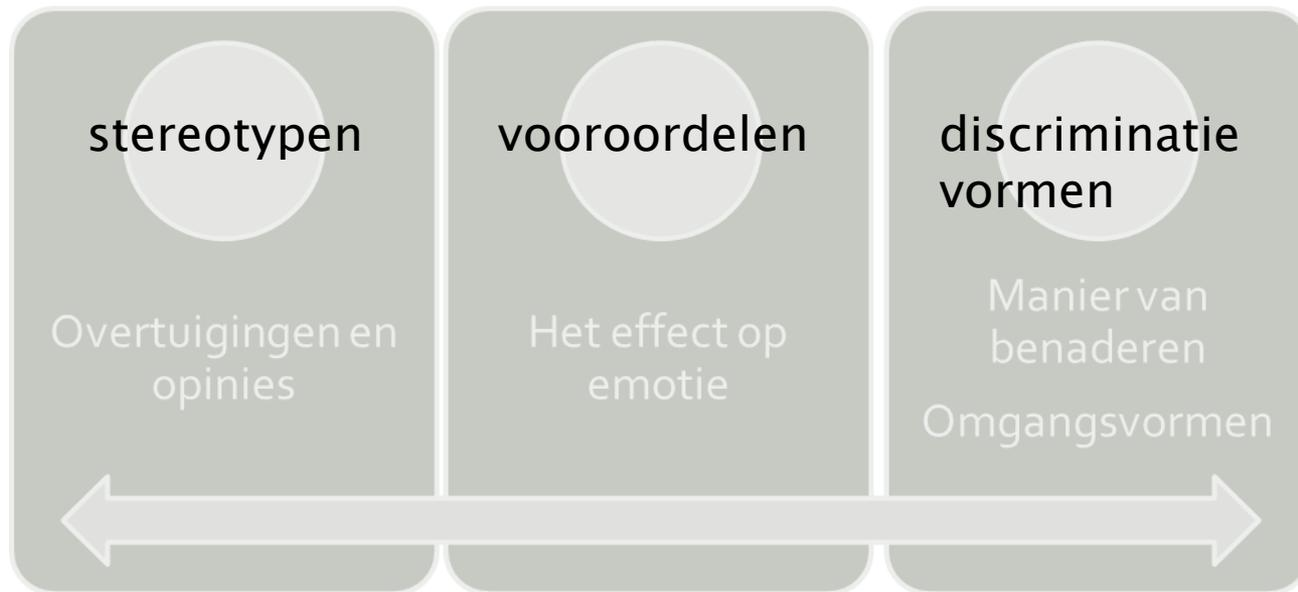 stereotypen
Overtuigingen en
opinies
vooroordelen
Het effect op
emotie
discriminatie
vormen
Manier van
benaderen
Omgangsvormen